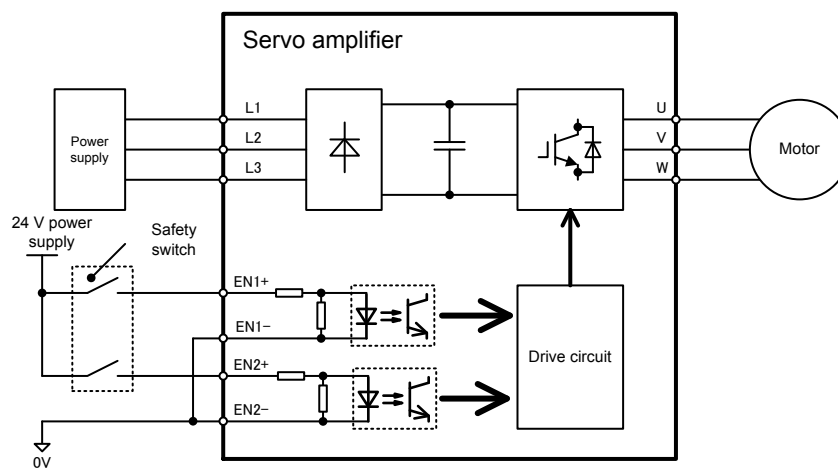 Servo amplifier
Power
supply
L1
L2
L3
U
V
W
Motor
24 V power
supply
Safety
switch
EN1+
EN1−
EN2+
EN2−
Drive circuit
0V